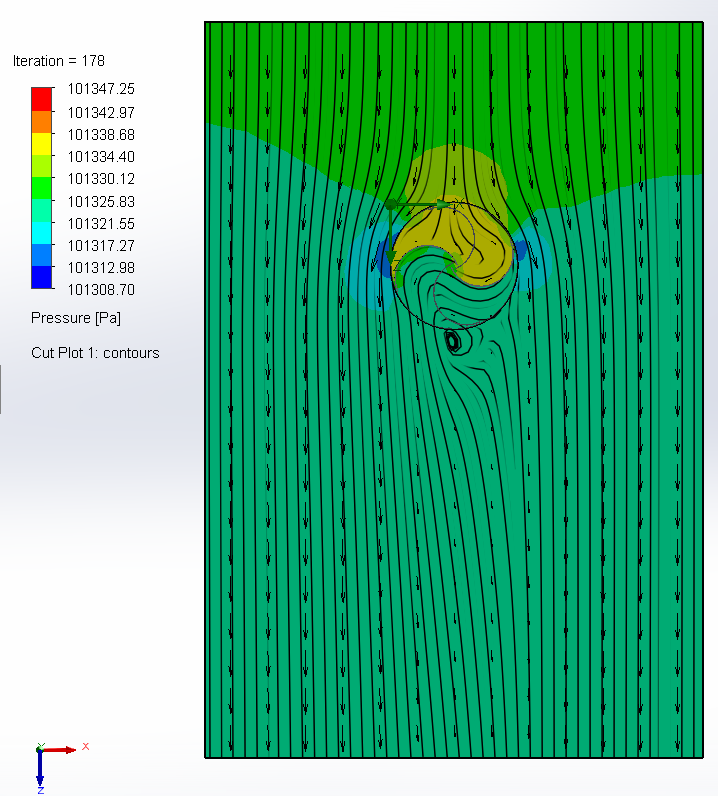 Iteration = 178
101347.25
101342.97
101338.68
101334.40
101330.12
101325.83
101321.55
101317.27
101312.98
101308.70
Pressure [Pa]
Cut Plot 1: contours
Y
X
Z